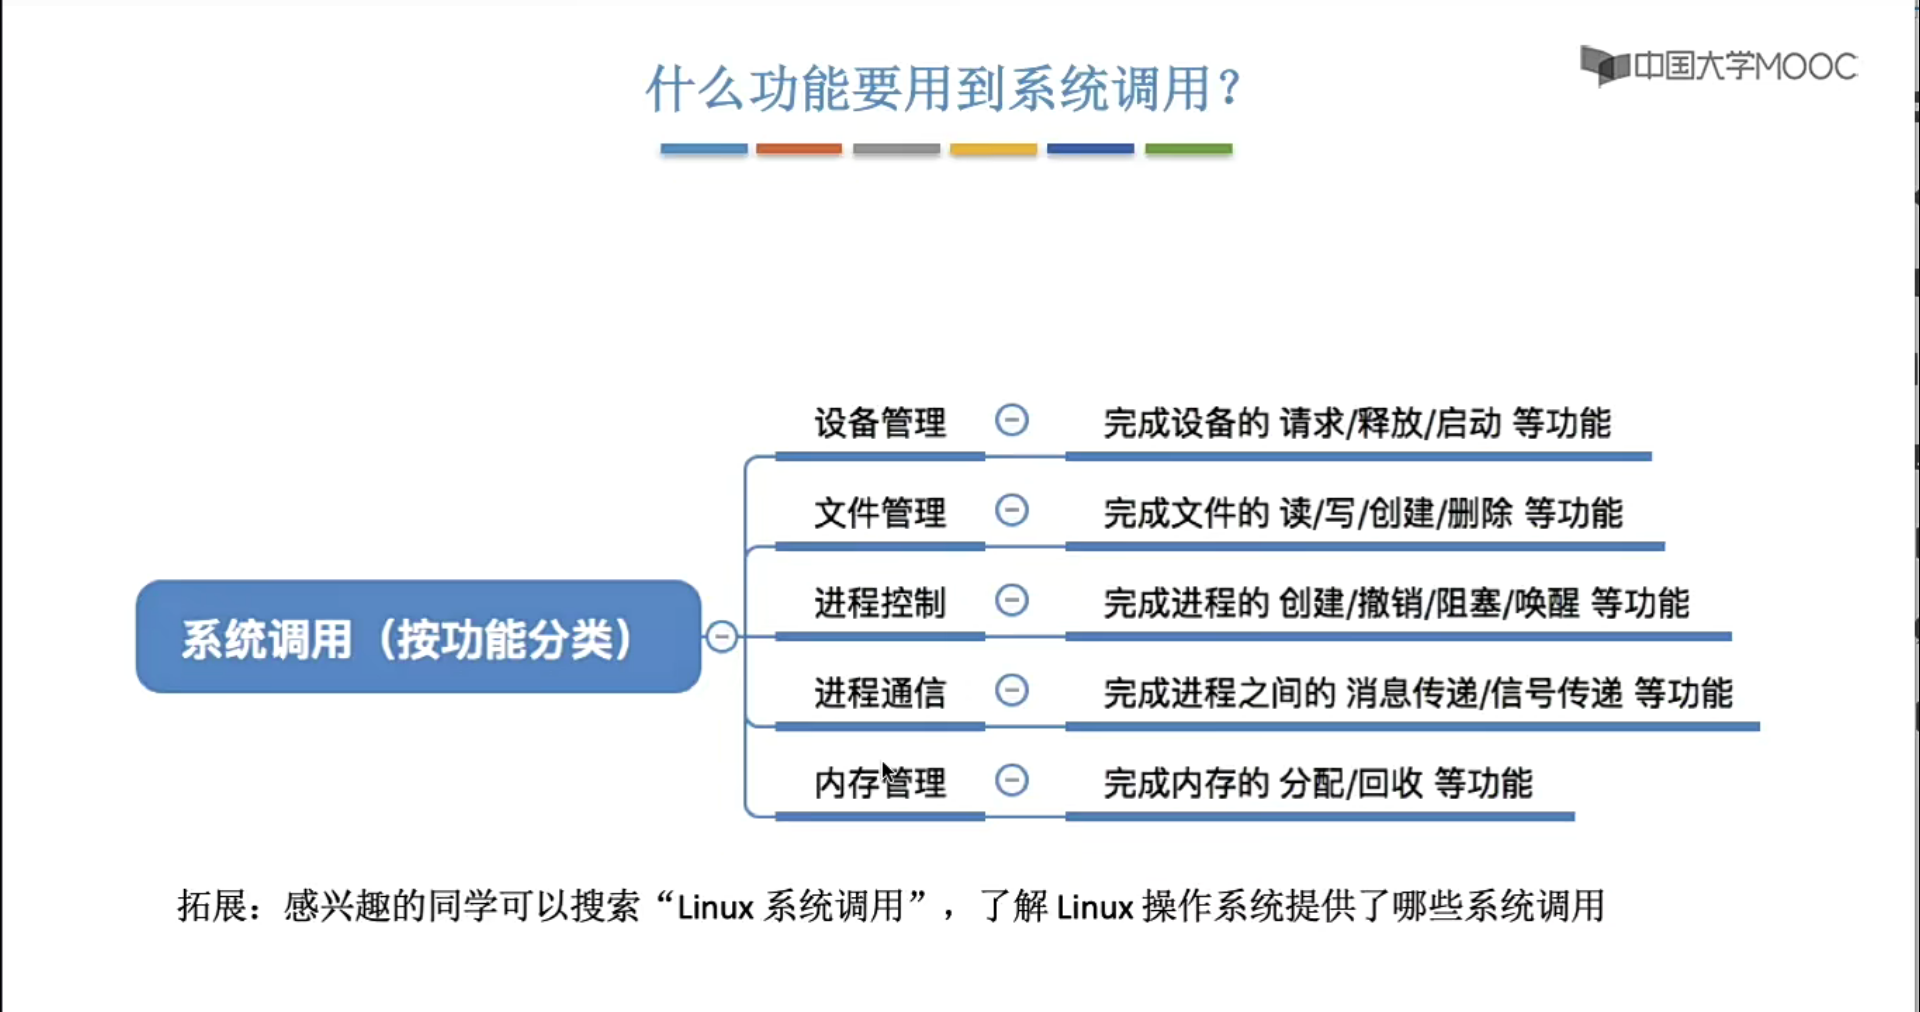 什么功能要用到系统调用？
中国大学MOOC
设备管理 完成设备的 请求/释放/启动 等功能
文件管理 完成文件的 读/写/创建/删除 等功能
进程控制 完成进程的 创建/撤销/阻塞/唤醒 等功能
系统调用（按功能分类）
进程通信 完成进程之间的 消息传递/信号传递 等功能
内存管理 完成内存的 分配/回收 等功能
拓展：感兴趣的同学可以搜索“Linux 系统调用”，了解 Linux 操作系统提供了哪些系统调用